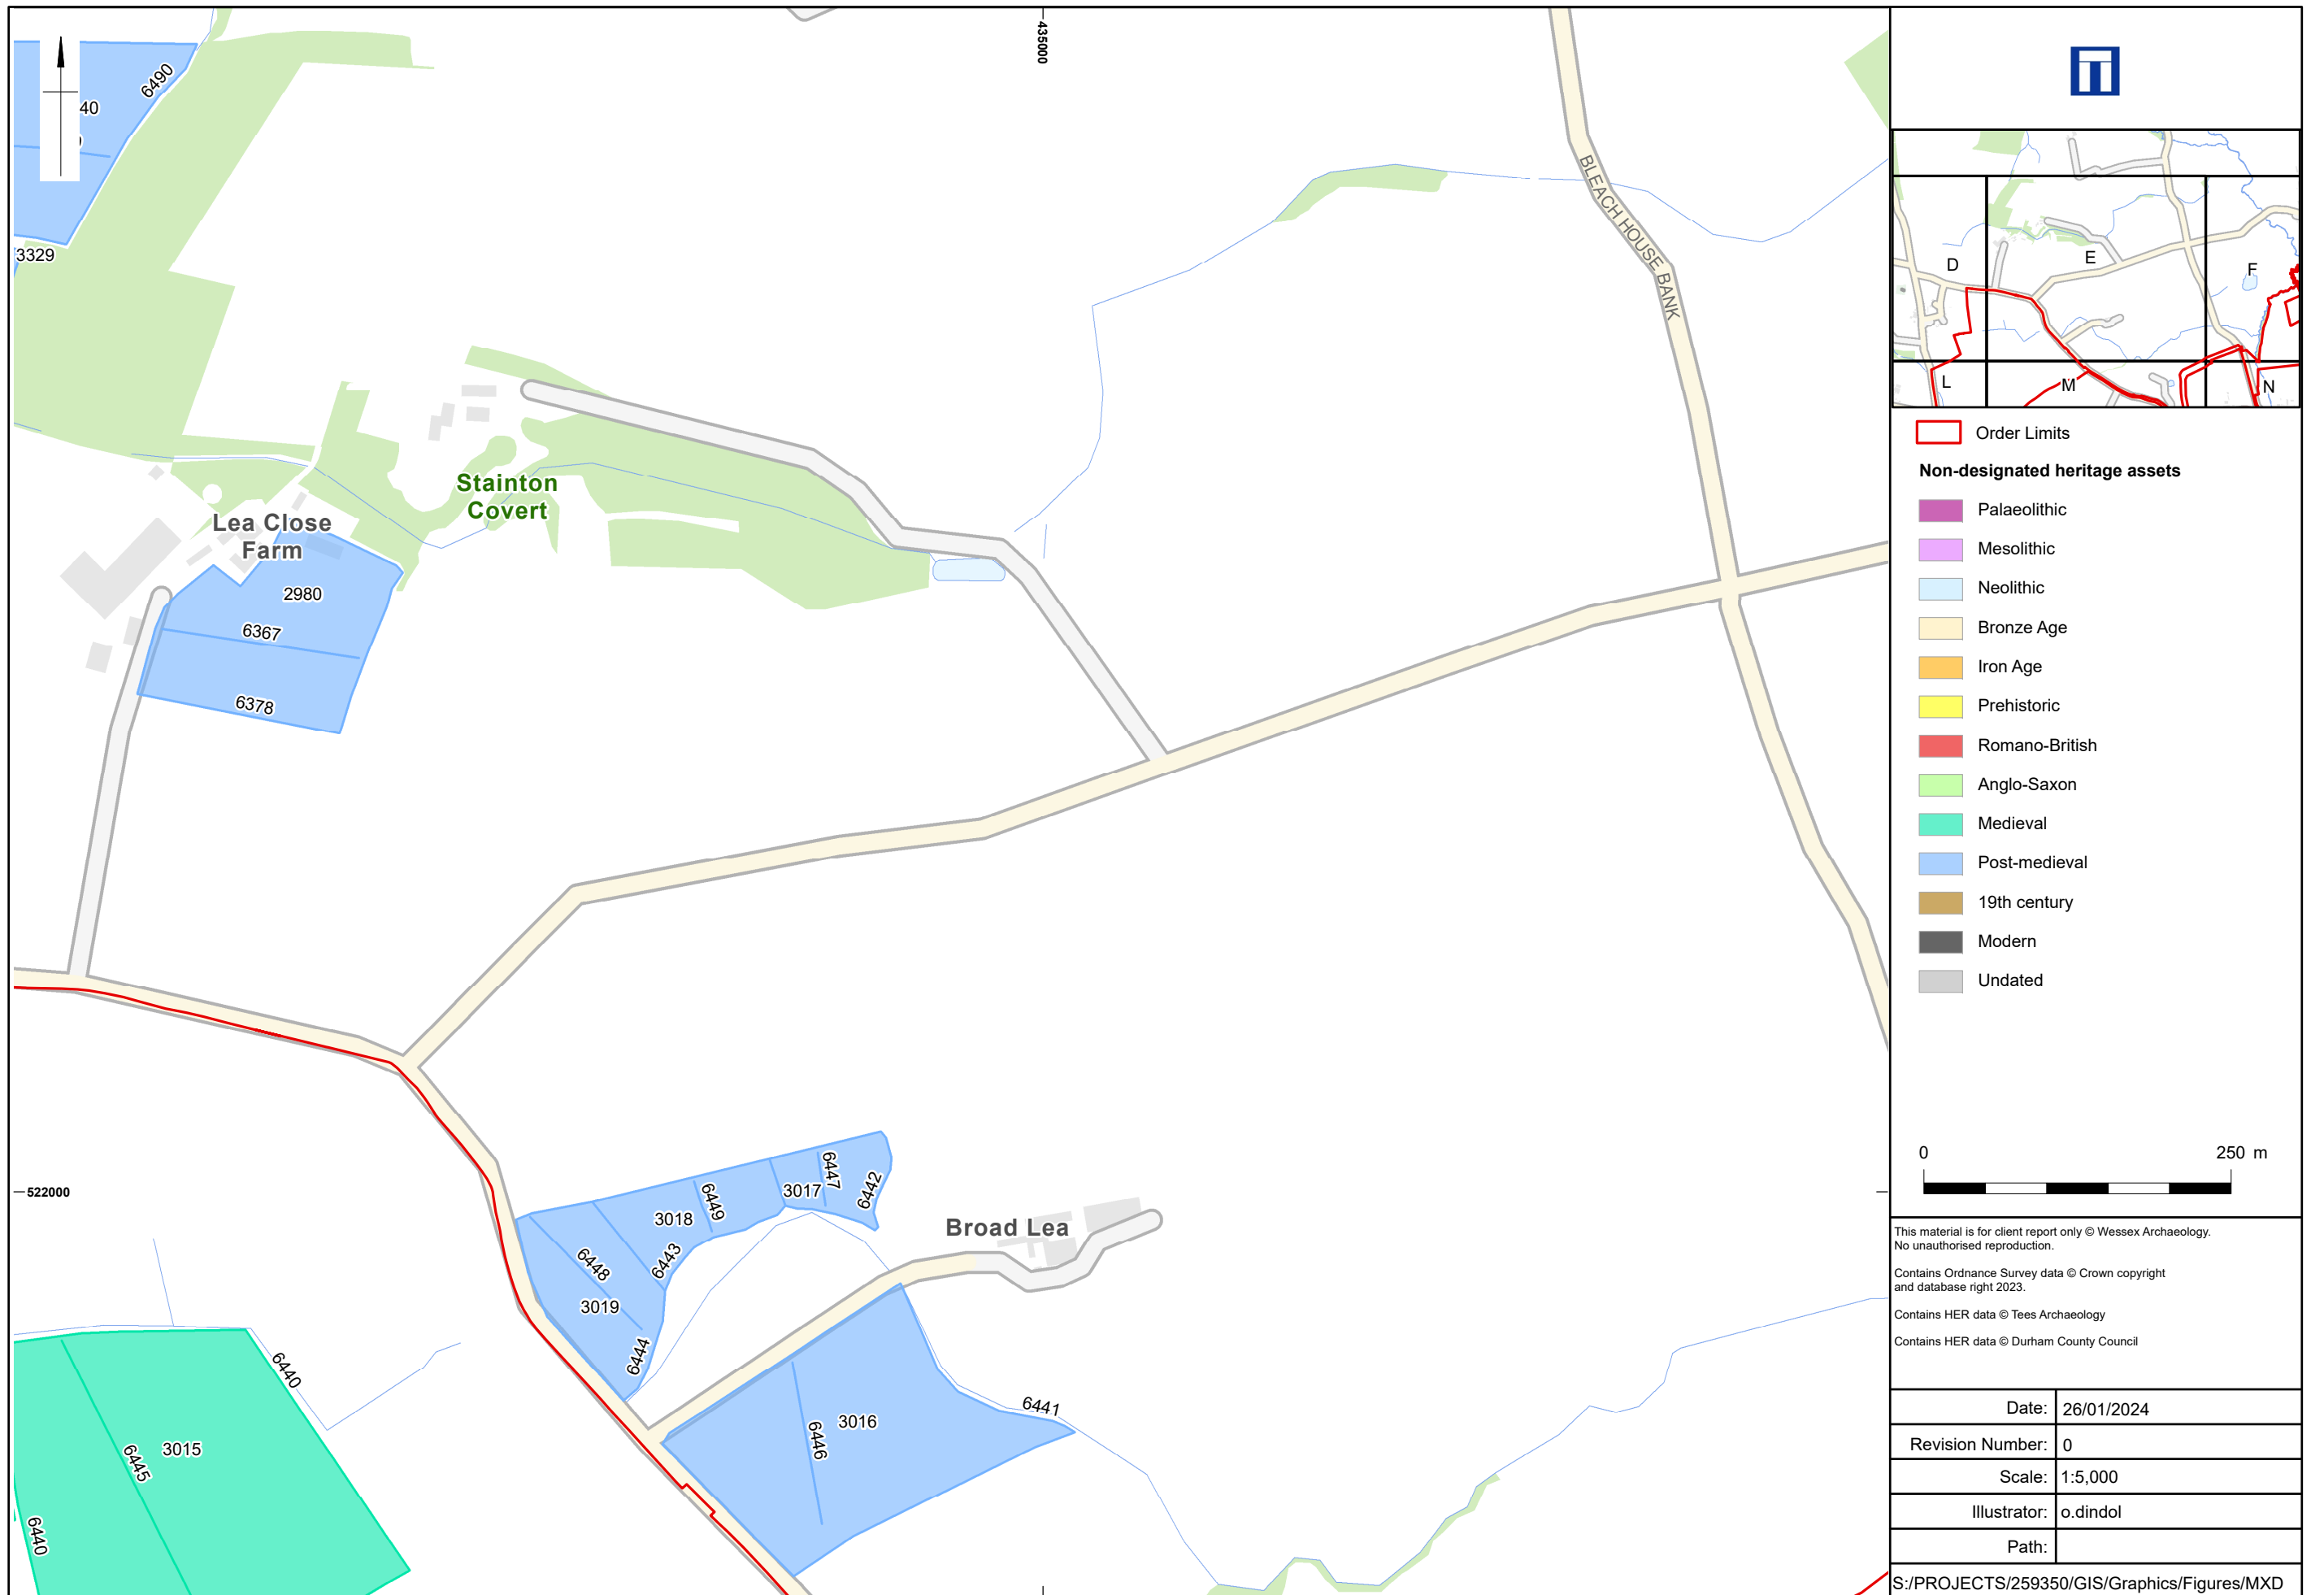 435000
6490
40
3329
BLEACH HOUSE BANK
Stainton
Covert
Lea Close
Farm
2980
6367
6378
522000
6447
6442
3017
6449
3018
6443
6448
3019
6444
Broad Lea
6440
3015
6445
6440
3016
6446
6441
D
E
F
L
M
N
Order Limits
Non-designated heritage assets
Palaeolithic
Mesolithic
Neolithic
Bronze Age
Iron Age
Prehistoric
Romano-British
Anglo-Saxon
Medieval
Post-medieval
19th century
Modern
Undated
0 250 m
This material is for client report only © Wessex Archaeology.
No unauthorised reproduction.
Contains Ordnance Survey data © Crown copyright
and database right 2023.
Contains HER data © Tees Archaeology
Contains HER data © Durham County Council
Date: 26/01/2024
Revision Number: 0
Scale: 1:5,000
Illustrator: o.dindol
Path:
S:/PROJECTS/259350/GIS/Graphics/Figures/MXD